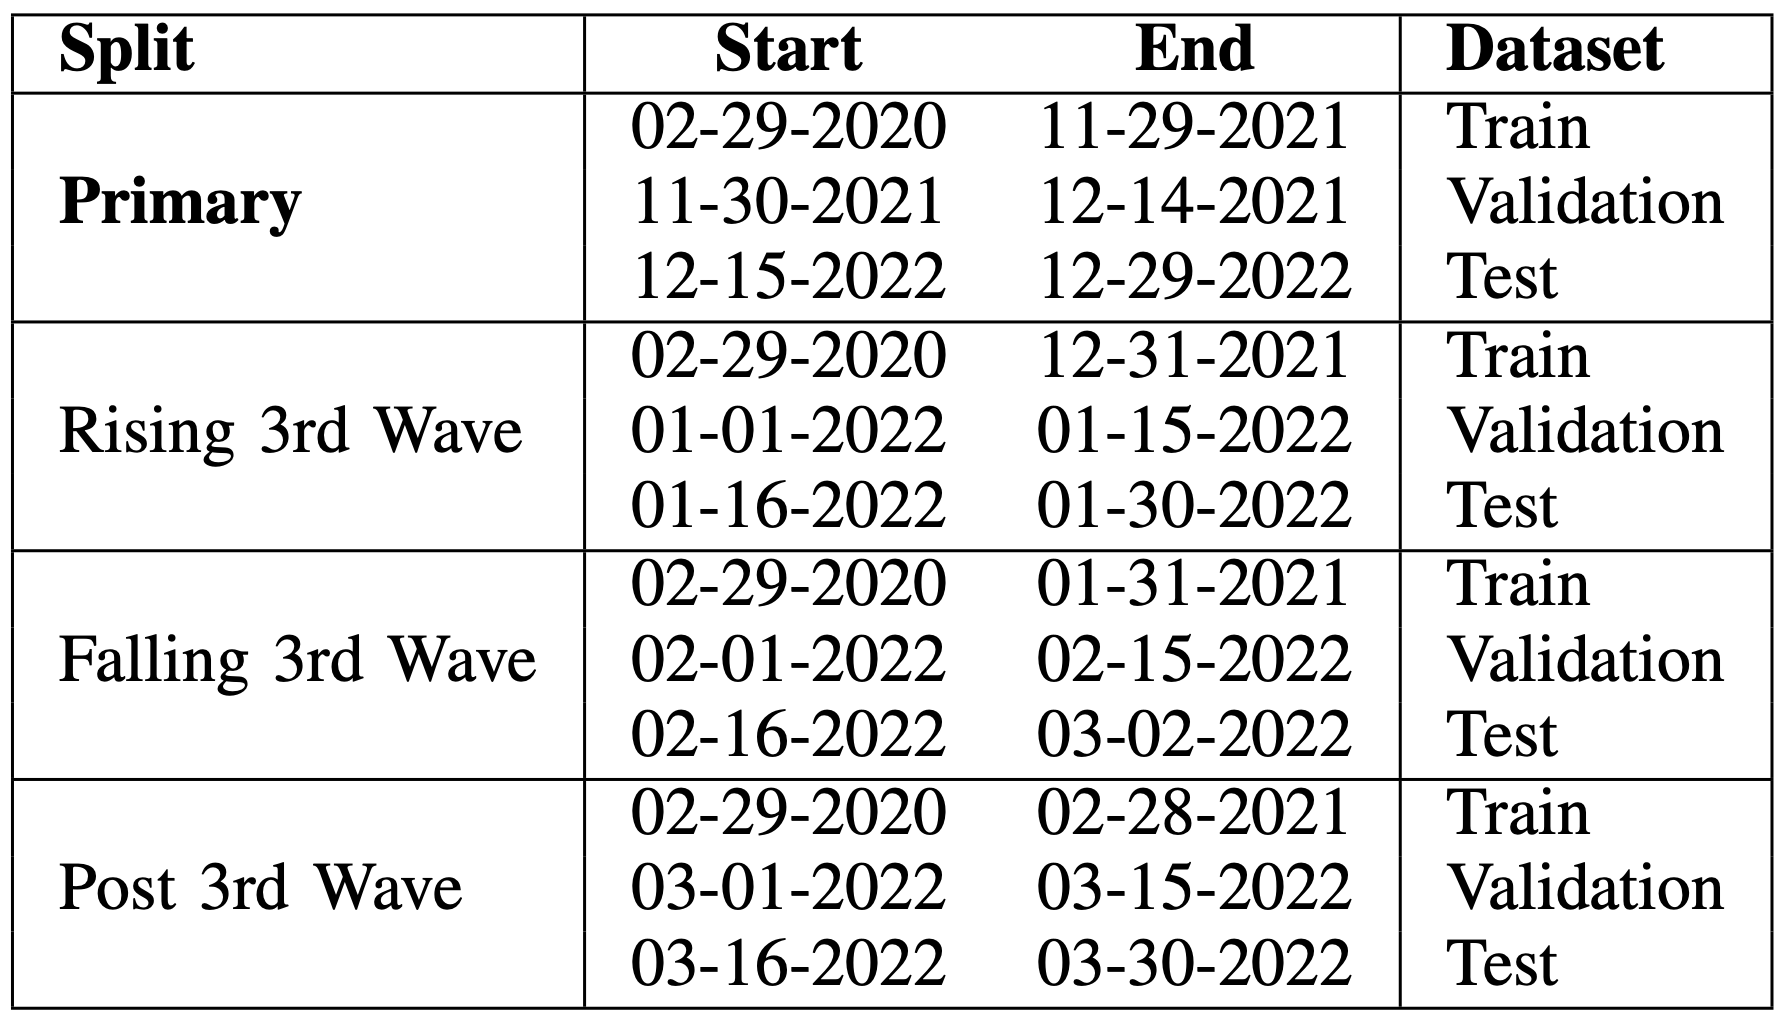 Split Start End Dataset
02-29-2020 11-29-2021 Train
Primary 11-30-2021 12-14-2021 Validation
12-15-2022 12-29-2022 Test
02-29-2020 12-31-2021 Train
Rising 3rd Wave 01-01-2022 01-15-2022 Validation
01-16-2022 01-30-2022 Test
02-29-2020 01-31-2021 Train
Falling 3rd Wave 02-01-2022 02-15-2022 Validation
02-16-2022 03-02-2022 Test
02-29-2020 02-28-2021 Train
Post 3rd Wave 03-01-2022 03-15-2022 Validation
03-16-2022 03-30-2022 Test